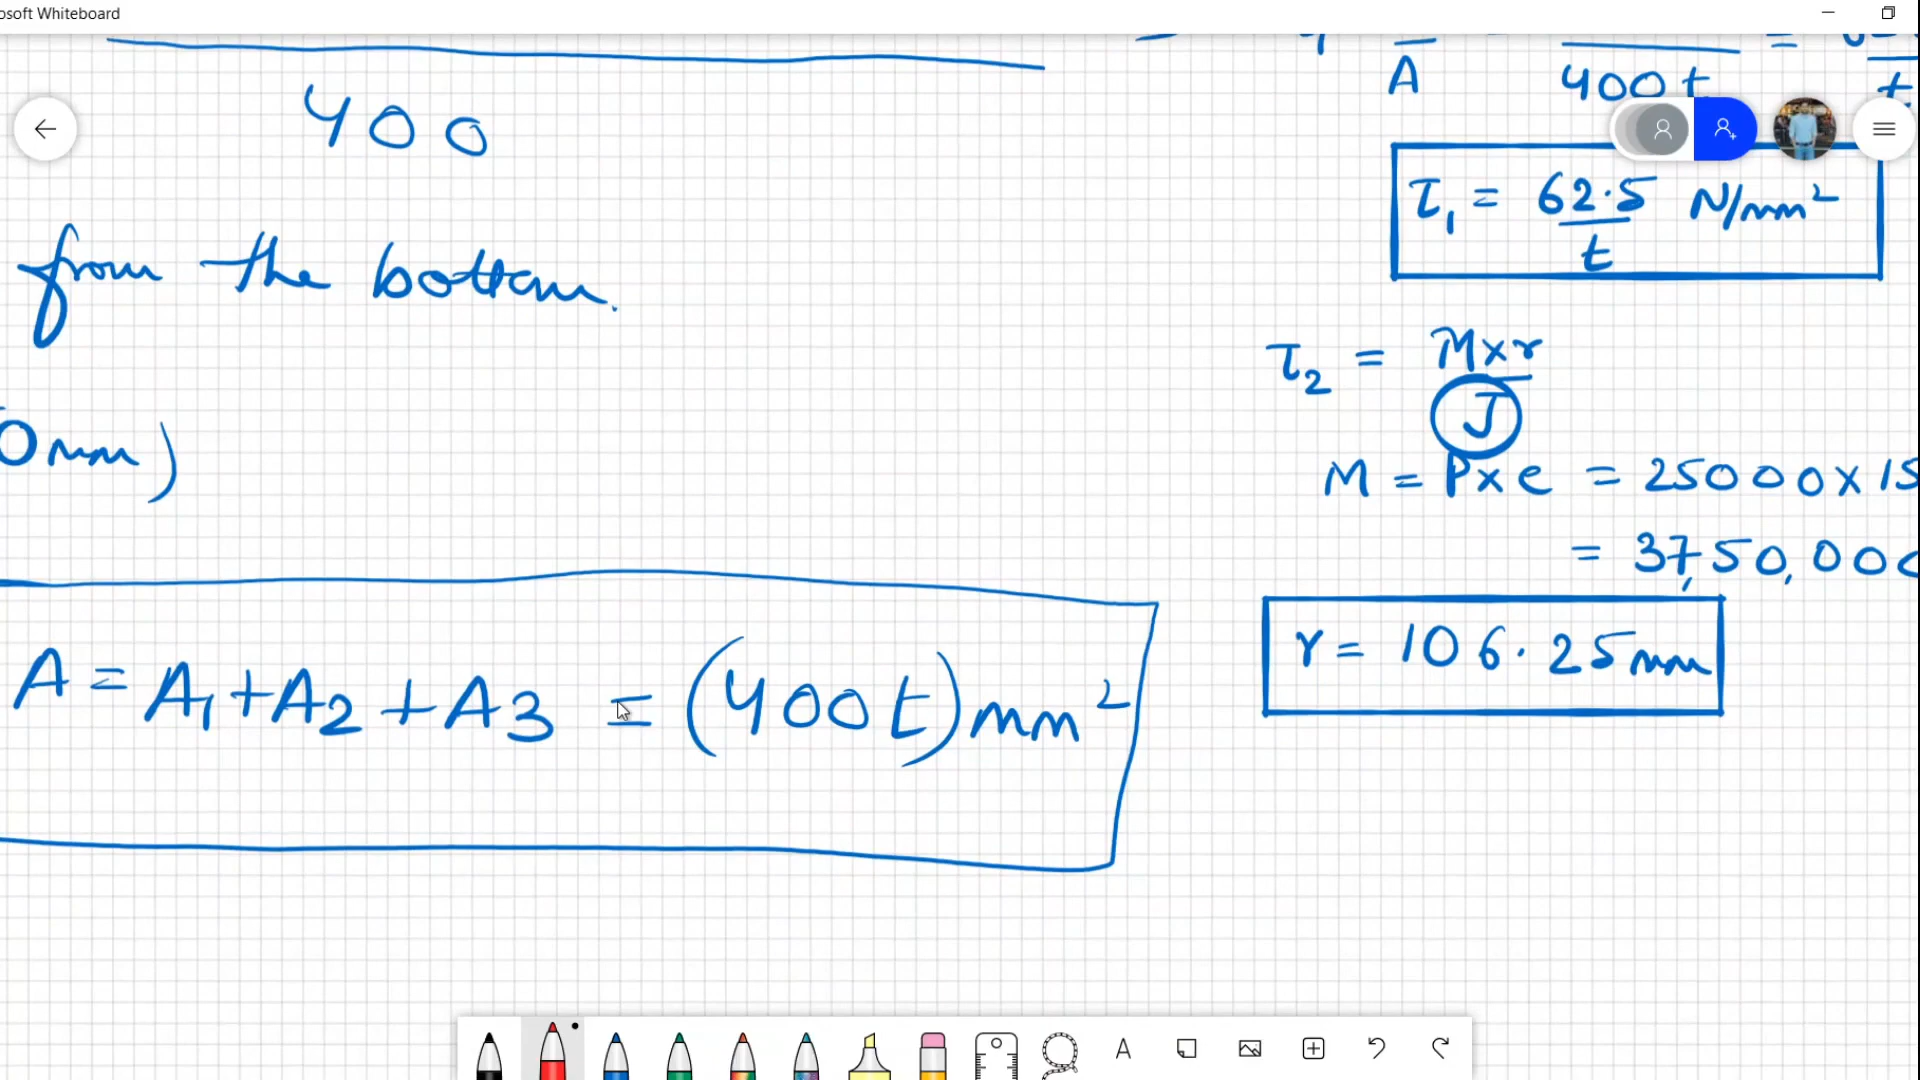 osoft Whiteboard
400
from the bottom.
0mm)
A = A1 + A2 + A3 = (400t) mm²
A
400t
t
τ1 = 62.5/t N/mm²
τ2 = M×r/J
M = P×e = 25000×15
= 37,50,000
r = 106.25mm
A